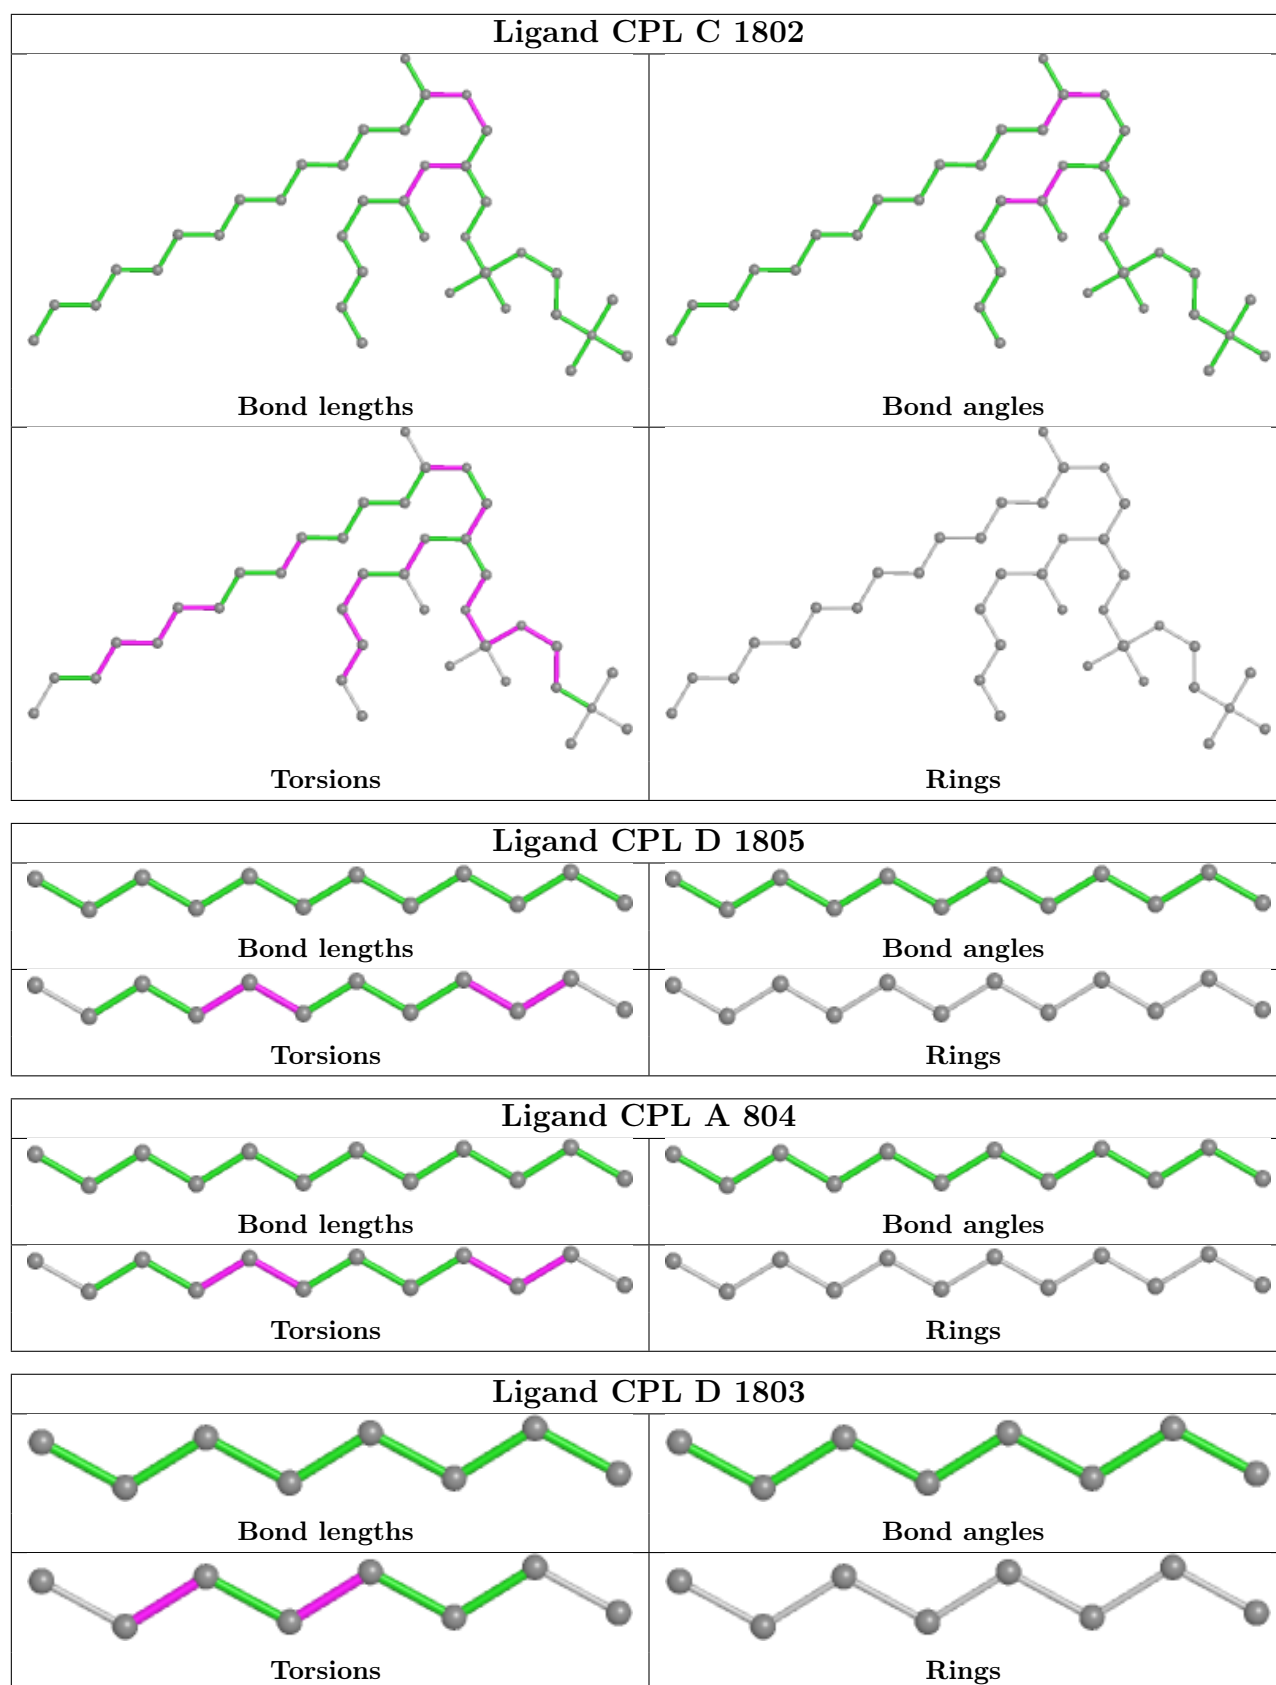 Ligand CPL C 1802
Bond lengths
Bond angles
Torsions
Rings
Ligand CPL D 1805
Bond lengths
Bond angles
Torsions
Rings
Ligand CPL A 804
Bond lengths
Bond angles
Torsions
Rings
Ligand CPL D 1803
Bond lengths
Bond angles
Torsions
Rings